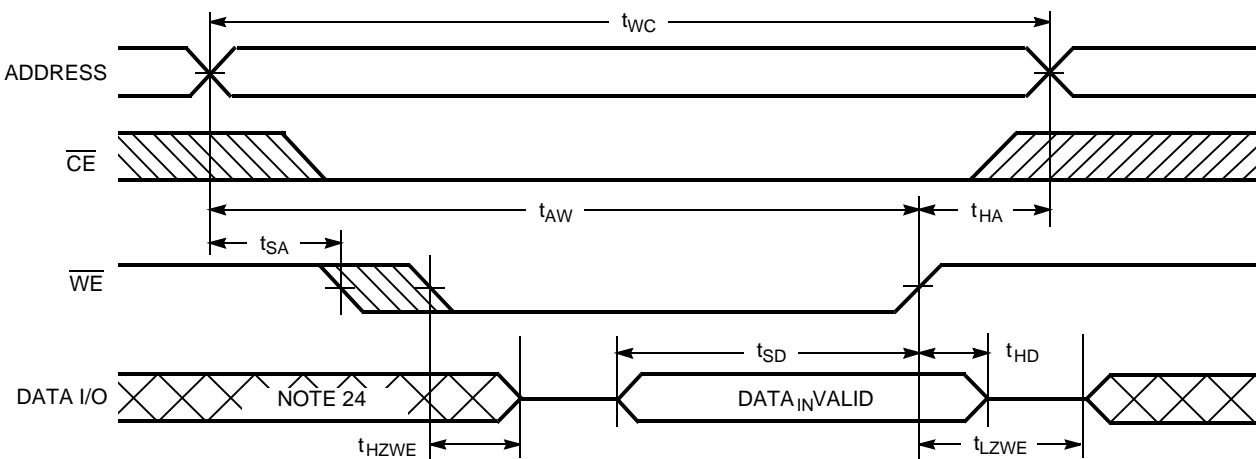 tWC
ADDRESS
CE
tAW
tHA
tSA
WE
tSD
tHD
DATA I/O
NOTE 24
DATAINVALID
tHZWE
tLZWE